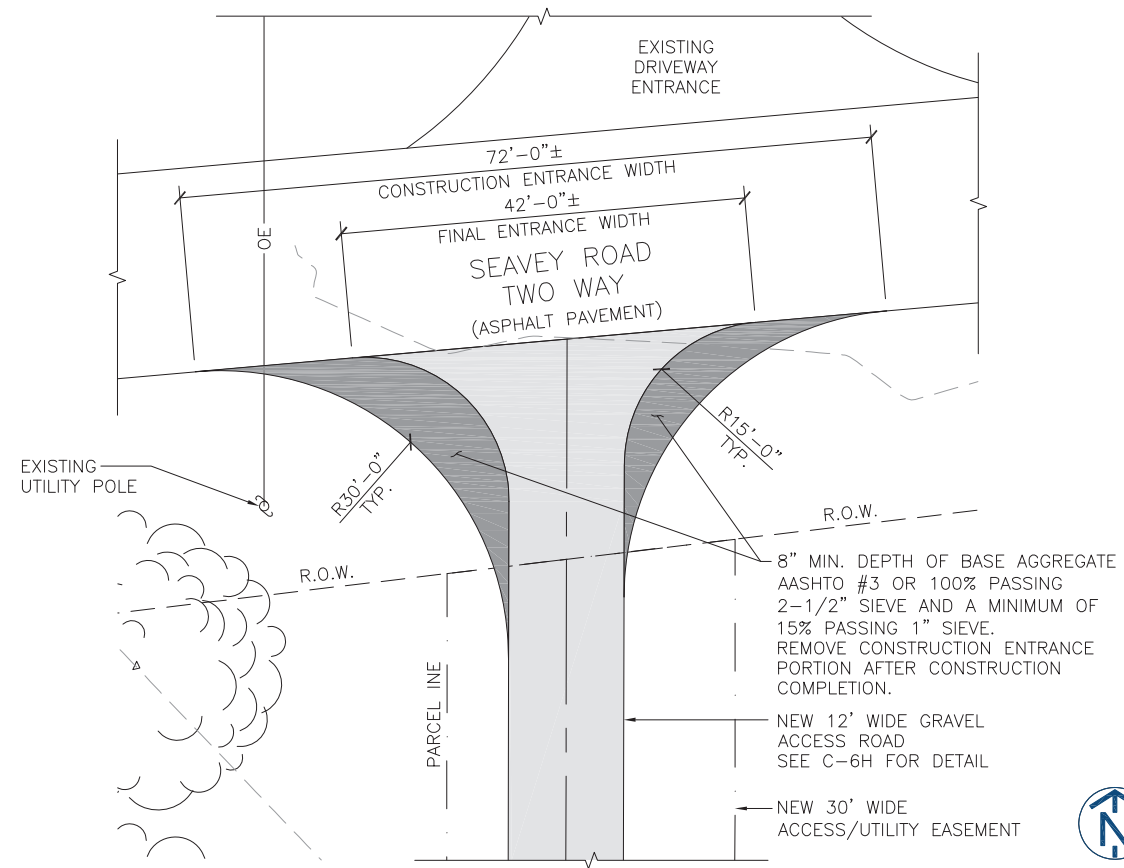 EXISTING
DRIVEWAY
ENTRANCE
72'-0"±
CONSTRUCTION ENTRANCE WIDTH
42'-0"±
FINAL ENTRANCE WIDTH
OE
SEAVEY ROAD
TWO WAY
(ASPHALT PAVEMENT)
R15'-0"
TYP.
R30'-0"
TYP.
EXISTING
UTILITY POLE
R.O.W.
R.O.W.
8" MIN. DEPTH OF BASE AGGREGATE
AASHTO #3 OR 100% PASSING
2-1/2" SIEVE AND A MINIMUM OF
15% PASSING 1" SIEVE.
REMOVE CONSTRUCTION ENTRANCE
PORTION AFTER CONSTRUCTION
COMPLETION.
PARCEL INE
NEW 12' WIDE GRAVEL
ACCESS ROAD
SEE C-6H FOR DETAIL
NEW 30' WIDE
ACCESS/UTILITY EASEMENT
N